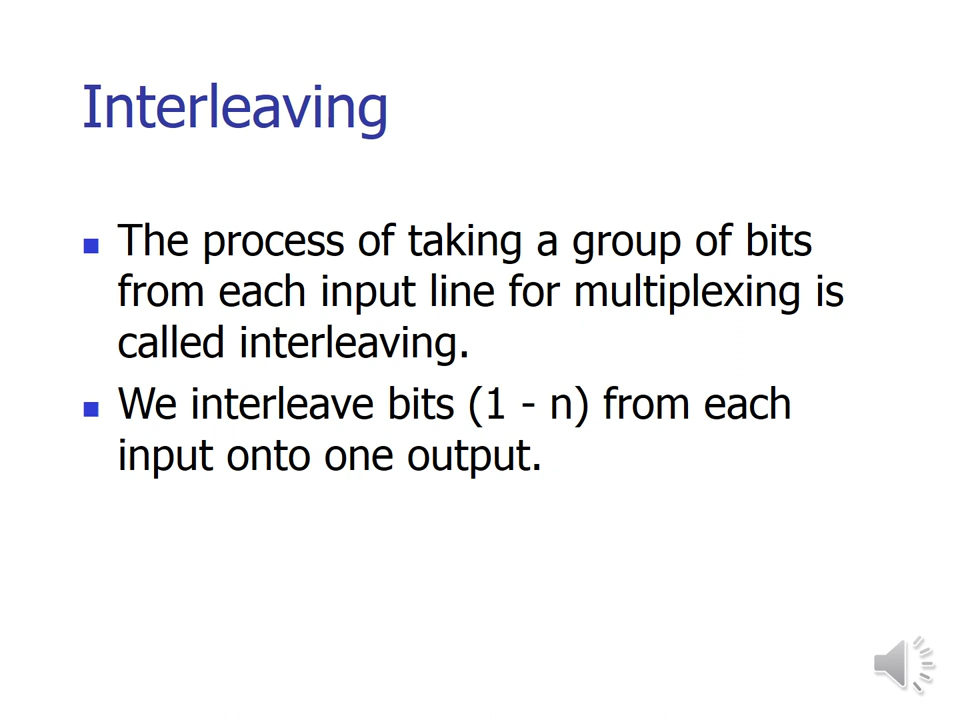 Interleaving
The process of taking a group of bits
from each input line for multiplexing is
called interleaving.
We interleave bits (1 - n) from each
input onto one output.